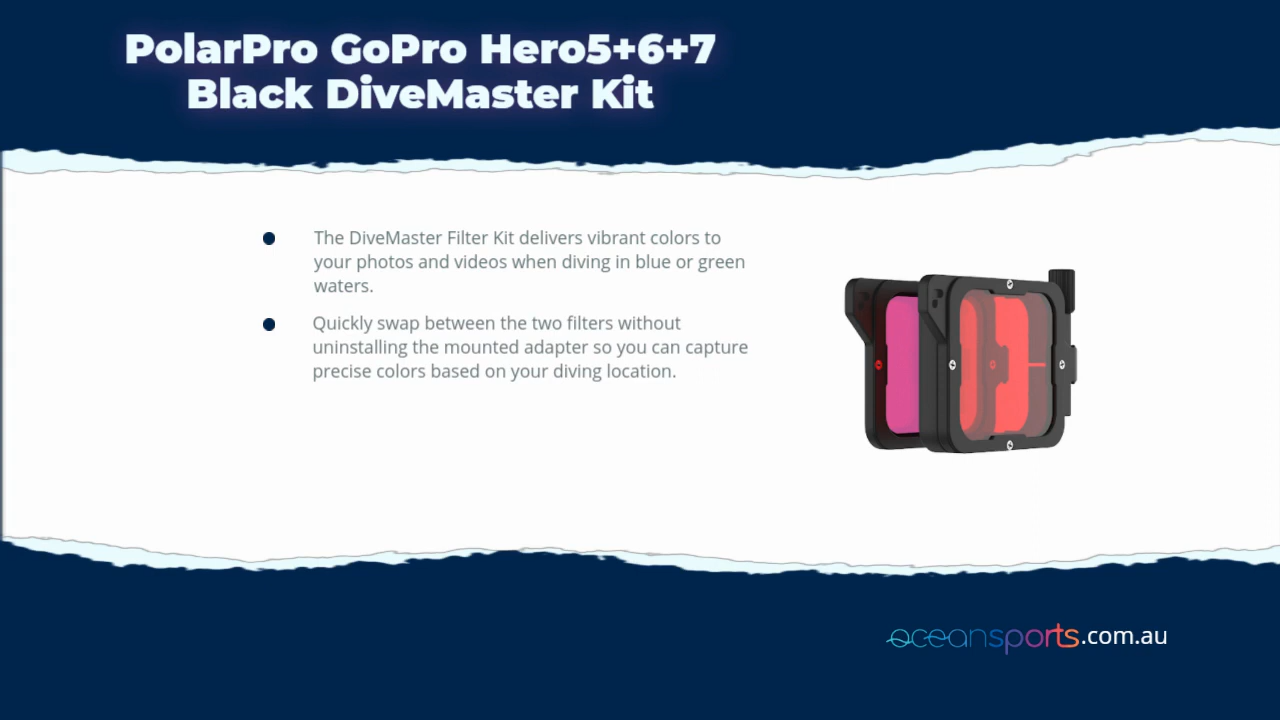 PolarPro GoPro Hero5+6+7
Black DiveMaster Kit
The DiveMaster Filter Kit delivers vibrant colors to
your photos and videos when diving in blue or green
waters.
Quickly swap between the two filters without
uninstalling the mounted adapter so you can capture
precise colors based on your diving location.
oceansports.com.au